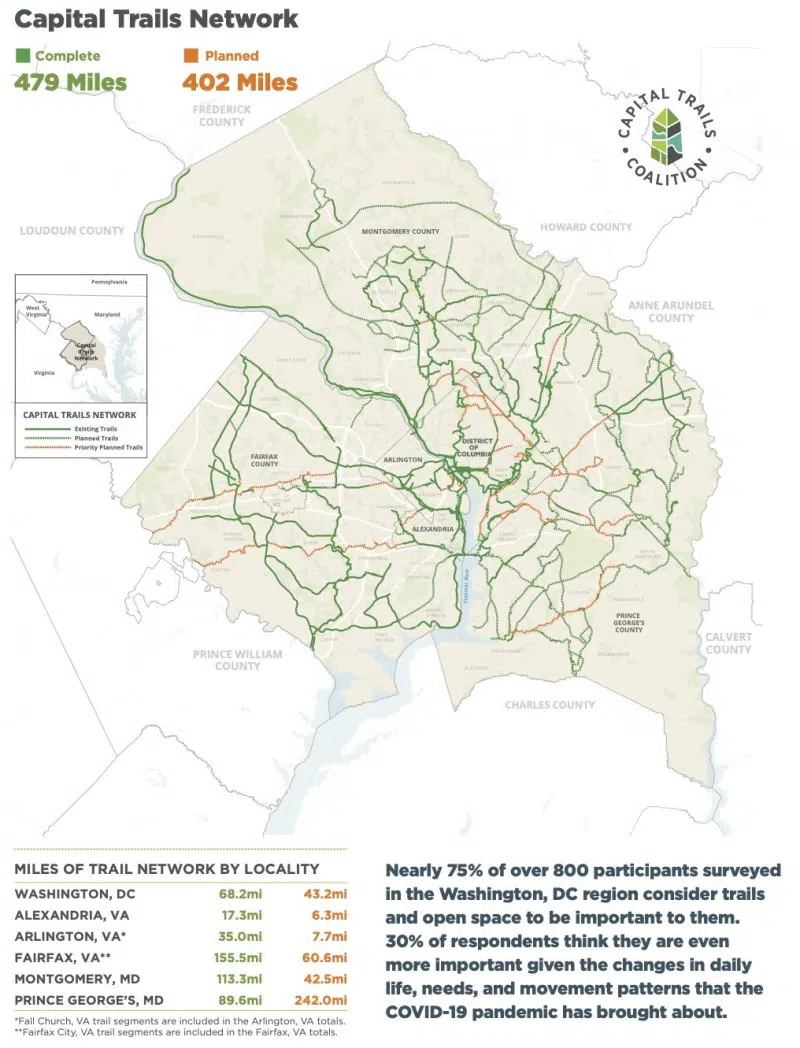 Capital Trails Network
Complete
479 Miles
Planned
402 Miles
CAPITAL TRAILS
COALITION
FREDERICK
COUNTY
LOUDOUN COUNTY
MONTGOMERY COUNTY
HOWARD COUNTY
ANNE ARUNDEL
COUNTY
Pennsylvania
West
Virginia
Maryland
Capital
Trails
Network
Virginia
CAPITAL TRAILS NETWORK
Existing Trails
Planned Trails
Priority Planned Trails
FAIRFAX
COUNTY
ARLINGTON
DISTRICT
OF
COLUMBIA
ALEXANDRIA
Potomac River
PRINCE
GEORGE'S
COUNTY
PRINCE WILLIAM
COUNTY
CALVERT
COUNTY
CHARLES COUNTY
MILES OF TRAIL NETWORK BY LOCALITY
WASHINGTON, DC 68.2mi 43.2mi
ALEXANDRIA, VA 17.3mi 6.3mi
ARLINGTON, VA* 35.0mi 7.7mi
FAIRFAX, VA** 155.5mi 60.6mi
MONTGOMERY, MD 113.3mi 42.5mi
PRINCE GEORGE'S, MD 89.6mi 242.0mi
*Fall Church, VA trail segments are included in the Arlington, VA totals.
**Fairfax City, VA trail segments are included in the Fairfax, VA totals.
Nearly 75% of over 800 participants surveyed
in the Washington, DC region consider trails
and open space to be important to them.
30% of respondents think they are even
more important given the changes in daily
life, needs, and movement patterns that the
COVID-19 pandemic has brought about.